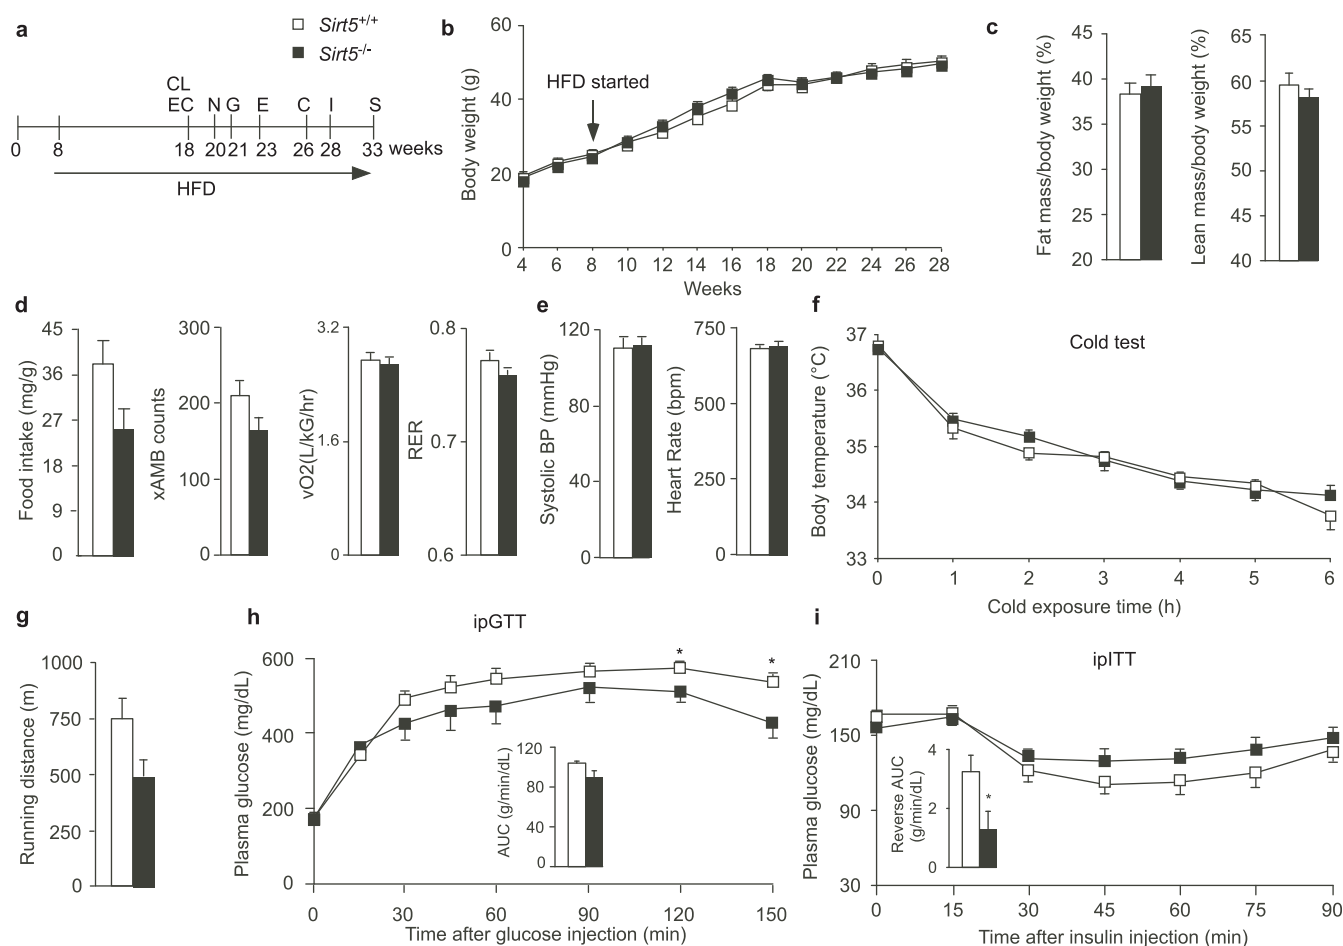 a
Sirt5+/+
Sirt5-/-
CL
EC N G E C I S
0 8 18 20 21 23 26 28 33 weeks
HFD
b
Body weight (g)
60
40
20
0
HFD started
4 6 8 10 12 14 16 18 20 22 24 26 28
Weeks
c
Fat mass/body weight (%)
45
40
35
30
25
20
Lean mass/body weight (%)
65
60
55
50
45
40
d
Food intake (mg/g)
45
36
27
18
9
0
xAMB counts
300
200
100
0
vO2(L/kG/hr)
3.2
1.6
0
RER
0.8
0.7
0.6
e
Systolic BP (mmHg)
120
80
40
0
Heart Rate (bpm)
750
500
250
0
f
Cold test
Body temperature (°C)
37
36
35
34
33
0 1 2 3 4 5 6
Cold exposure time (h)
g
Running distance (m)
1000
750
500
250
0
h
ipGTT
Plasma glucose (mg/dL)
600
400
200
0
* *
AUC (g/min/dL)
120
80
40
0
0 30 60 90 120 150
Time after glucose injection (min)
i
ipITT
Plasma glucose (mg/dL)
210
150
90
30
Reverse AUC
(g/min/dL)
4
2
0
*
0 15 30 45 60 75 90
Time after insulin injection (min)